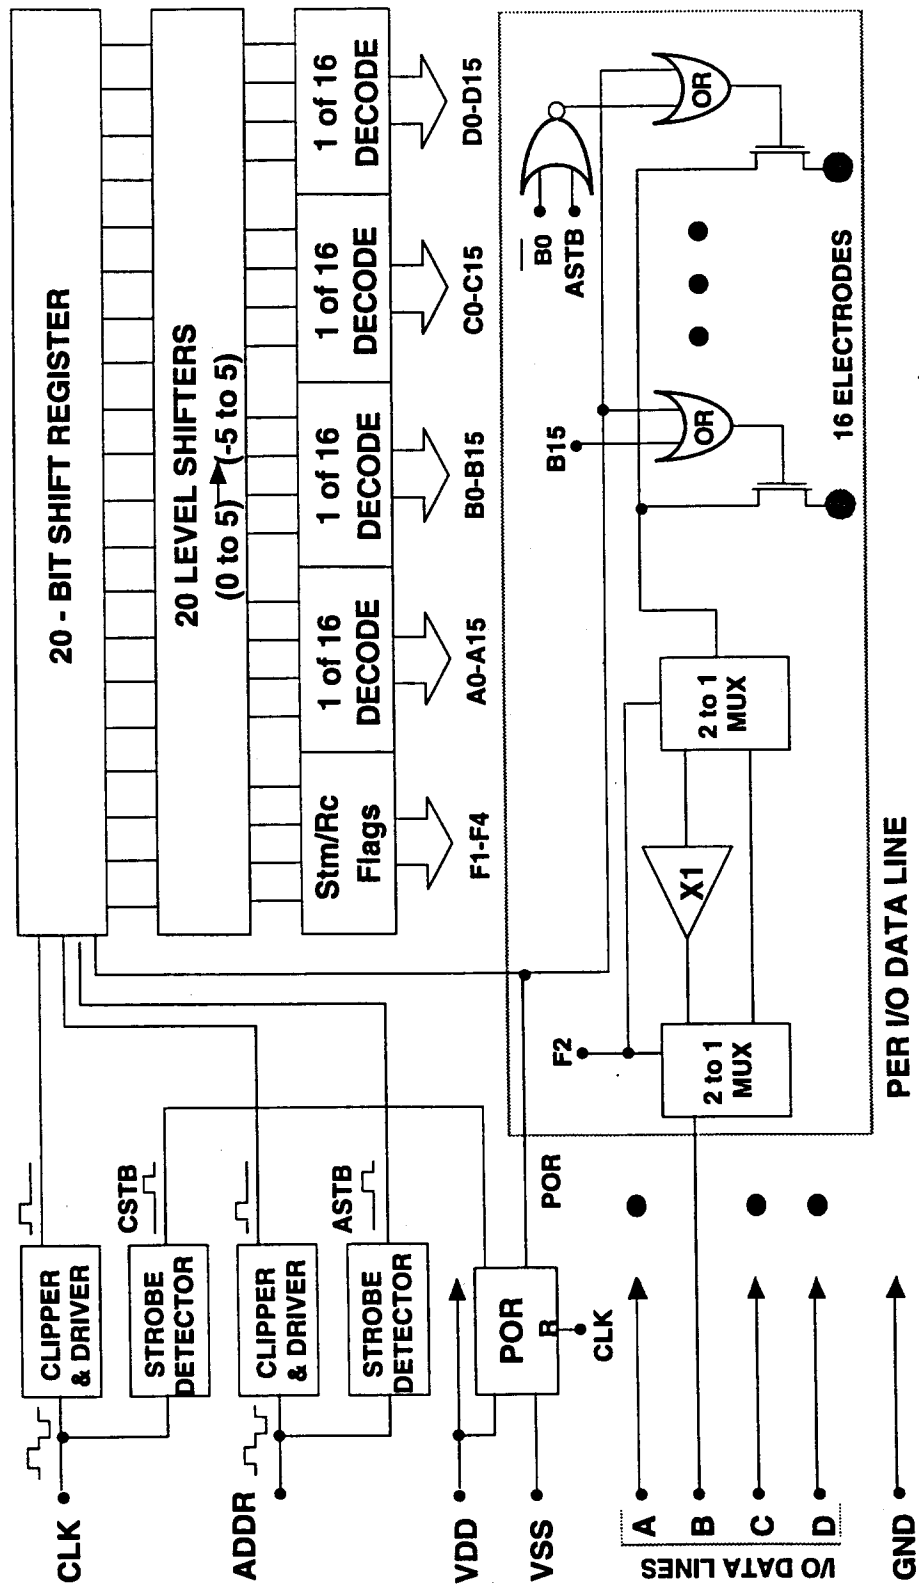 20 - BIT SHIFT REGISTER
20 LEVEL SHIFTERS
(0 to 5) (-5 to 5)
Stm/Rc
Flags
1 of 16
DECODE
1 of 16
DECODE
1 of 16
DECODE
1 of 16
DECODE
F1-F4
A0-A15
B0-B15
C0-C15
D0-D15
CLK
CLIPPER
& DRIVER
STROBE
DETECTOR
CSTB
ADDR
CLIPPER
& DRIVER
STROBE
DETECTOR
ASTB
VDD
VSS
POR
R
CLK
POR
I/O DATA LINES
A
B
C
D
GND
F2
2 to 1
MUX
X1
2 to 1
MUX
B15
OR
B0
ASTB
OR
16 ELECTRODES
PER I/O DATA LINE